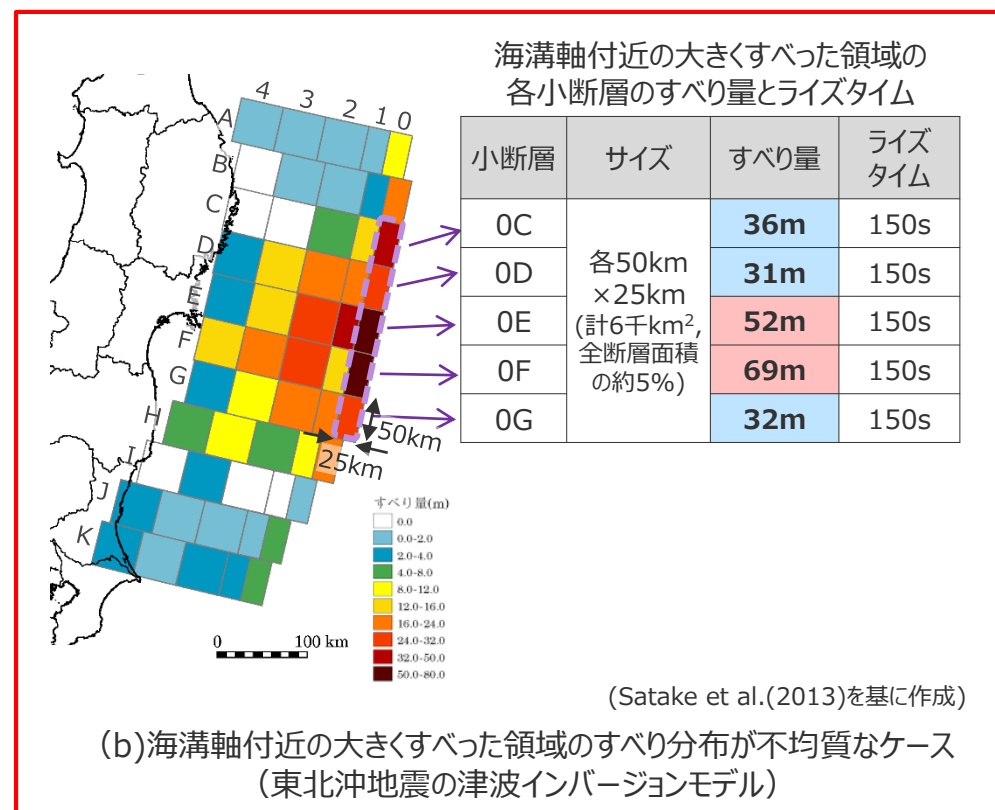 海溝軸付近の大きくすべった領域の
各小断層のすべり量とライズタイム
4 3 2 1 0
A
B
C
D
E
F
G
H
I
J
K
小断層 サイズ すべり量 ライズタイム
0C 36m 150s
0D 31m 150s
0E 52m 150s
0F 69m 150s
0G 32m 150s
各50km
×25km
(計6千km²,
全断層面積
の約5%)
50km
25km
すべり量(m)
0.0
0.0-2.0
2.0-4.0
4.0-8.0
8.0-12.0
12.0-16.0
16.0-24.0
24.0-32.0
32.0-50.0
50.0-80.0
0 100 km
(Satake et al.(2013)を基に作成)
(b)海溝軸付近の大きくすべった領域のすべり分布が不均質なケース
（東北沖地震の津波インバージョンモデル）